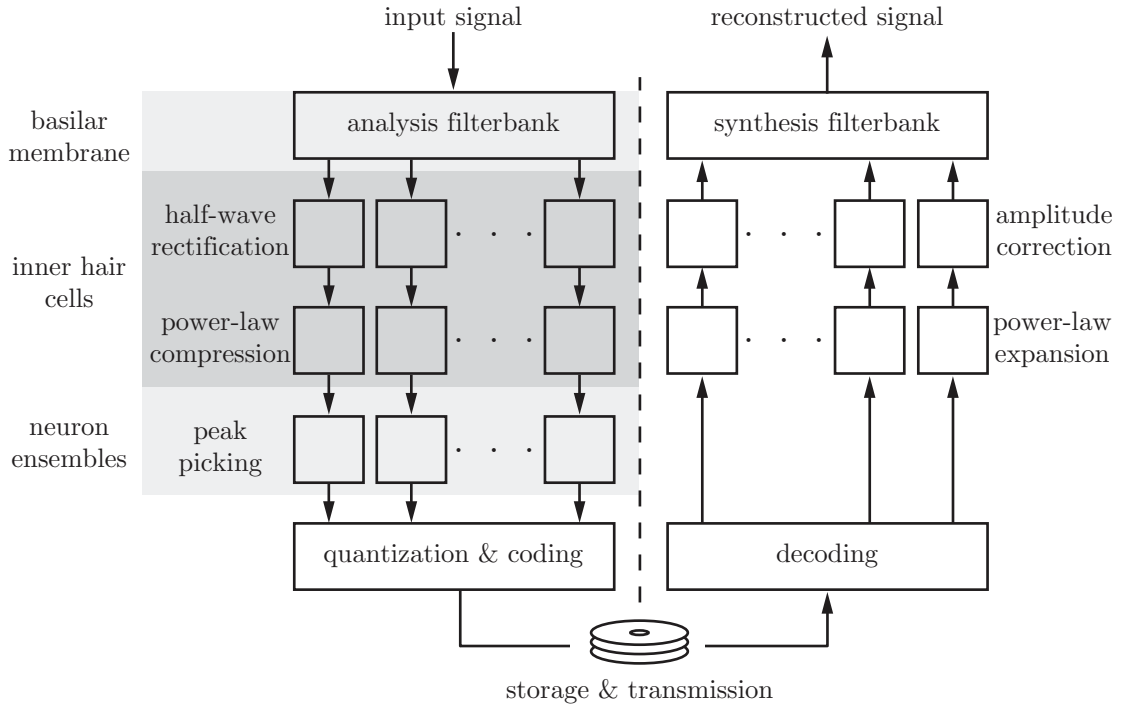 input signal
reconstructed signal
basilar
membrane
analysis filterbank
synthesis filterbank
half-wave
rectification
amplitude
correction
inner hair
cells
power-law
compression
power-law
expansion
neuron
ensembles
peak
picking
quantization & coding
decoding
storage & transmission